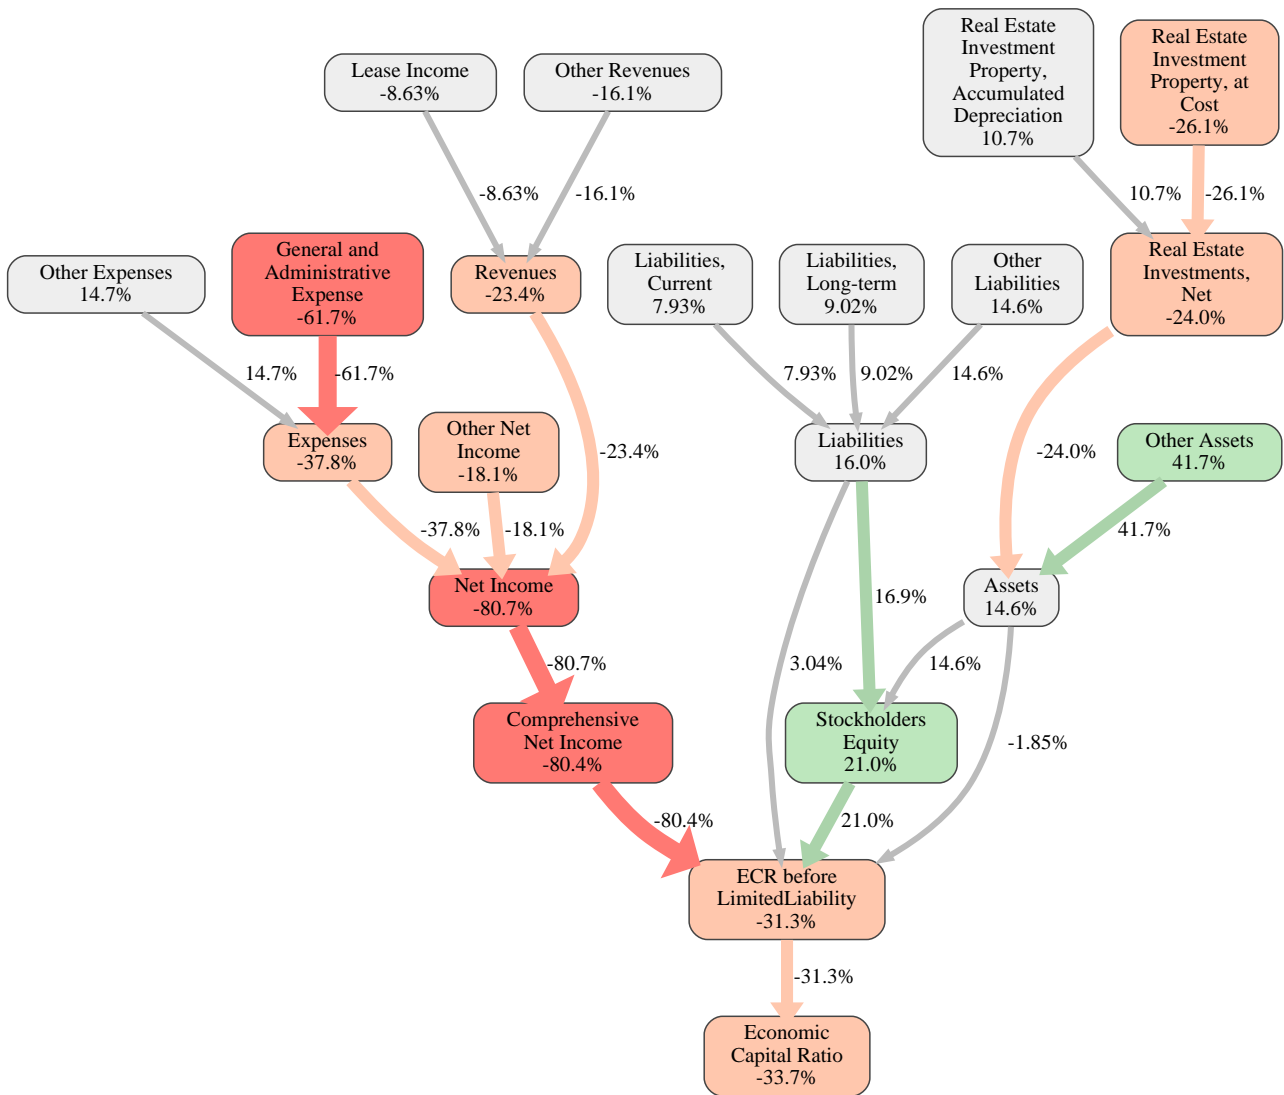 Real Estate
Investment
Property,
Accumulated
Depreciation
10.7%
Real Estate
Investment
Property, at
Cost
-26.1%
Lease Income
-8.63%
Other Revenues
-16.1%
-8.63%
-16.1%
10.7%
-26.1%
Other Expenses
14.7%
General and
Administrative
Expense
-61.7%
Revenues
-23.4%
Liabilities,
Current
7.93%
Liabilities,
Long-term
9.02%
Other
Liabilities
14.6%
Real Estate
Investments,
Net
-24.0%
14.7%
-61.7%
7.93%
9.02%
14.6%
Expenses
-37.8%
Other Net
Income
-18.1%
-23.4%
Liabilities
16.0%
-24.0%
Other Assets
41.7%
-37.8%
-18.1%
41.7%
Net Income
-80.7%
16.9%
Assets
14.6%
-80.7%
3.04%
14.6%
Comprehensive
Net Income
-80.4%
Stockholders
Equity
21.0%
-1.85%
-80.4%
21.0%
ECR before
LimitedLiability
-31.3%
-31.3%
Economic
Capital Ratio
-33.7%